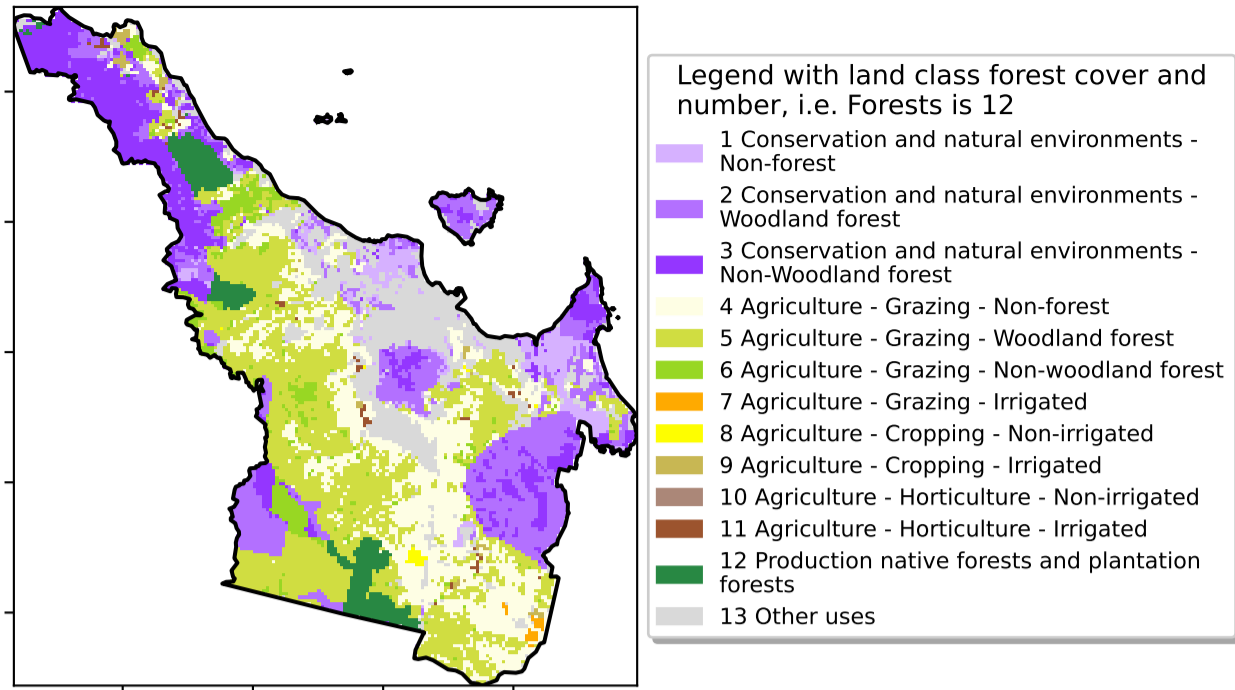 Legend with land class forest cover and
number, i.e. Forests is 12
1 Conservation and natural environments -
Non-forest
2 Conservation and natural environments -
Woodland forest
3 Conservation and natural environments -
Non-Woodland forest
4 Agriculture - Grazing - Non-forest
5 Agriculture - Grazing - Woodland forest
6 Agriculture - Grazing - Non-woodland forest
7 Agriculture - Grazing - Irrigated
8 Agriculture - Cropping - Non-irrigated
9 Agriculture - Cropping - Irrigated
10 Agriculture - Horticulture - Non-irrigated
11 Agriculture - Horticulture - Irrigated
12 Production native forests and plantation
forests
13 Other uses